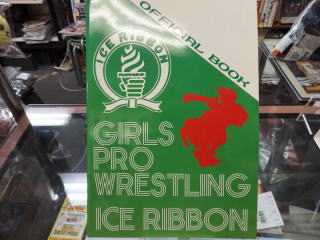 OFFICIAL BOOK
ICE RIBBON
GIRLS
PRO
WRESTLING
ICE RIBBON